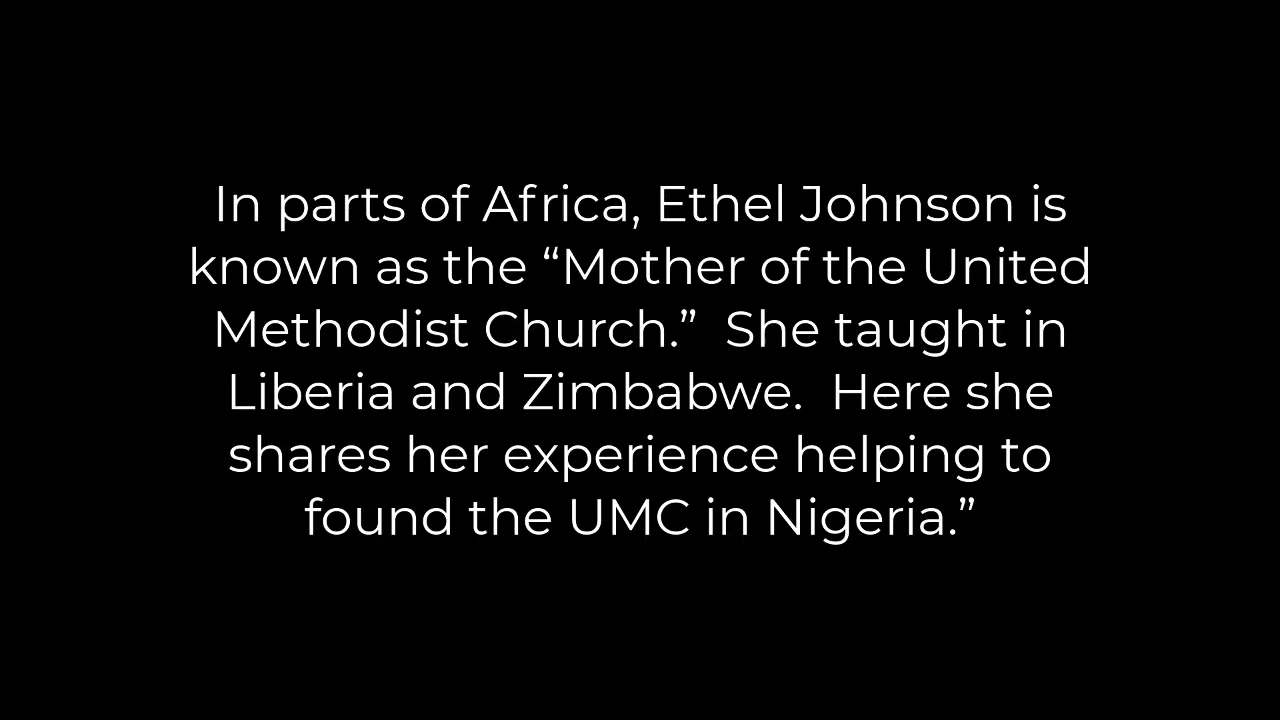 In parts of Africa, Ethel Johnson is
known as the “Mother of the United
Methodist Church.”  She taught in
Liberia and Zimbabwe.  Here she
shares her experience helping to
found the UMC in Nigeria.”